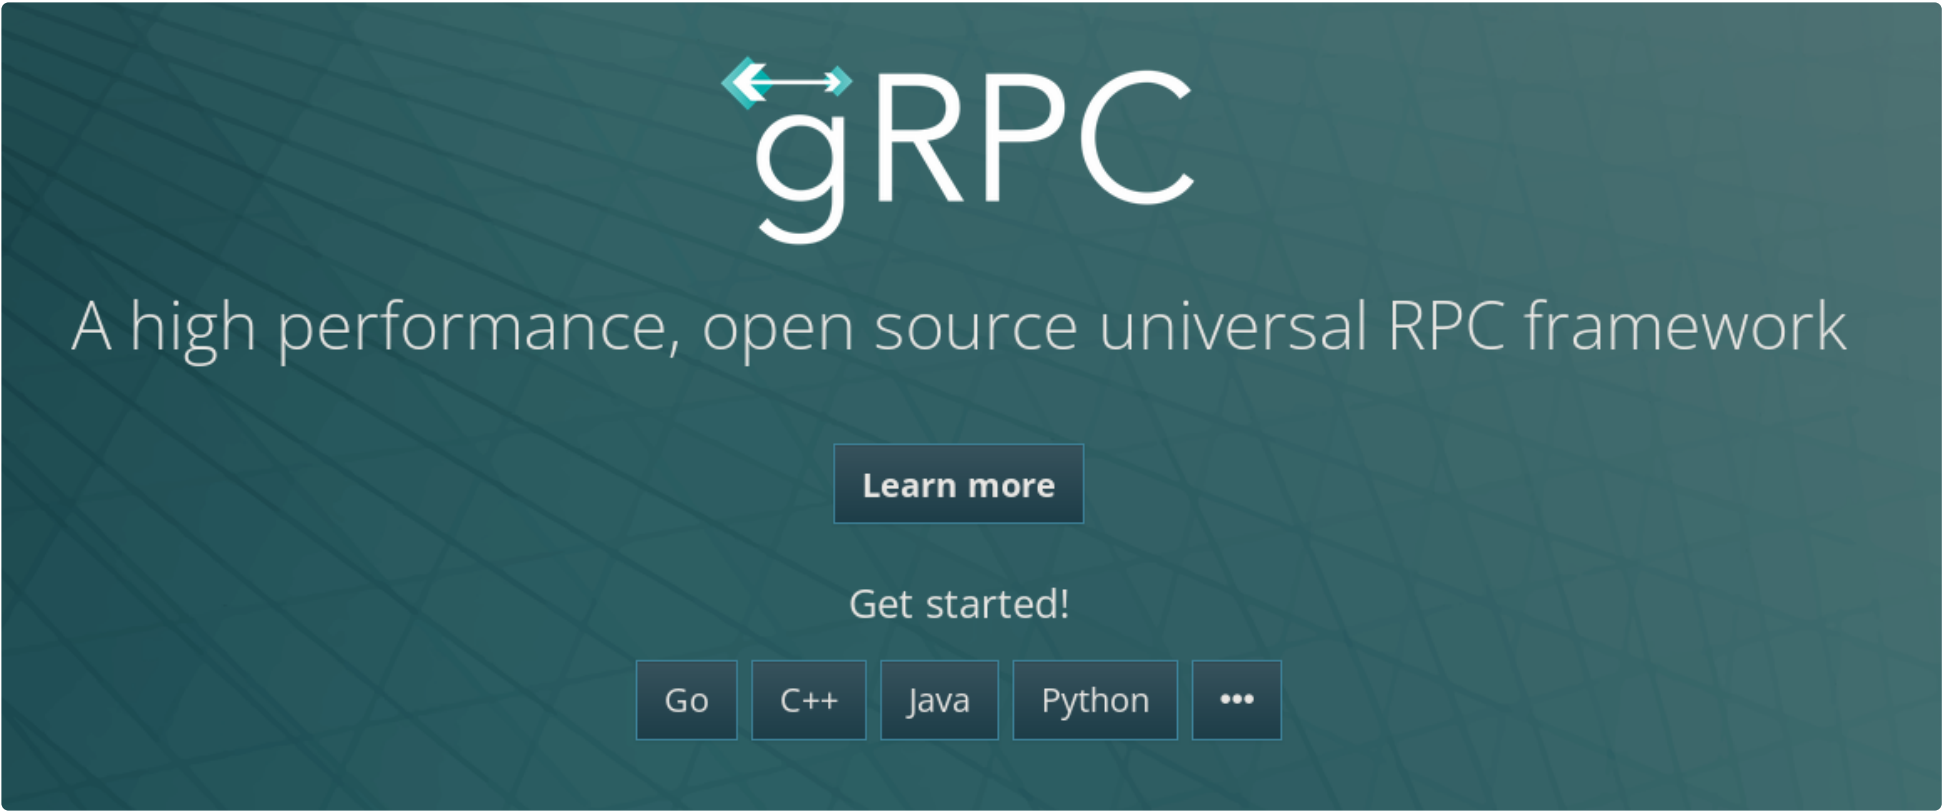 gRPC
A high performance, open source universal RPC framework
Learn more
Get started!
Go C++ Java Python •••